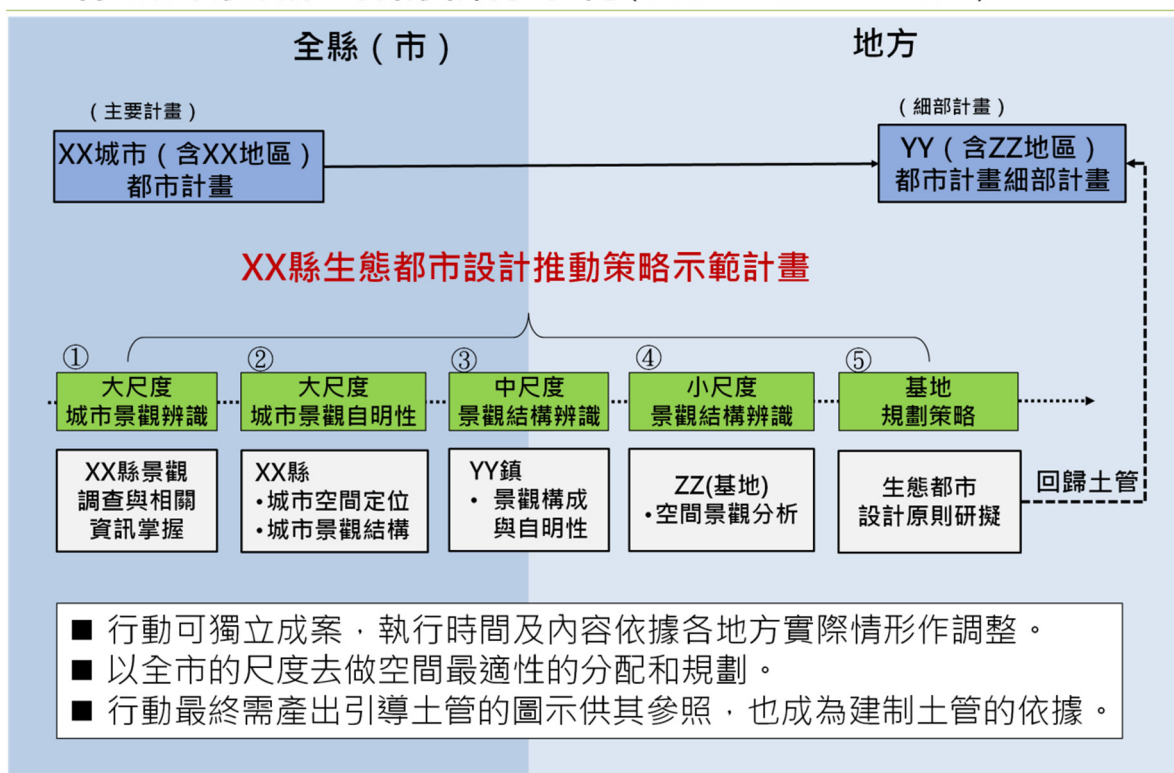 全縣（市）
地方
（主要計畫）
XX城市（含XX地區）
都市計畫
（細部計畫）
YY（含ZZ地區）
都市計畫細部計畫
XX縣生態都市設計推動策略示範計畫
①
大尺度
城市景觀辨識
②
大尺度
城市景觀自明性
③
中尺度
景觀結構辨識
④
小尺度
景觀結構辨識
⑤
基地
規劃策略
XX縣景觀
調查與相關
資訊掌握
XX縣
•城市空間定位
•城市景觀結構
YY鎮
• 景觀構成
與自明性
ZZ(基地)
•空間景觀分析
生態都市
設計原則研擬
回歸土管
■ 行動可獨立成案，執行時間及內容依據各地方實際情形作調整。
■ 以全市的尺度去做空間最適性的分配和規劃。
■ 行動最終需產出引導土管的圖示供其參照，也成為建制土管的依據。